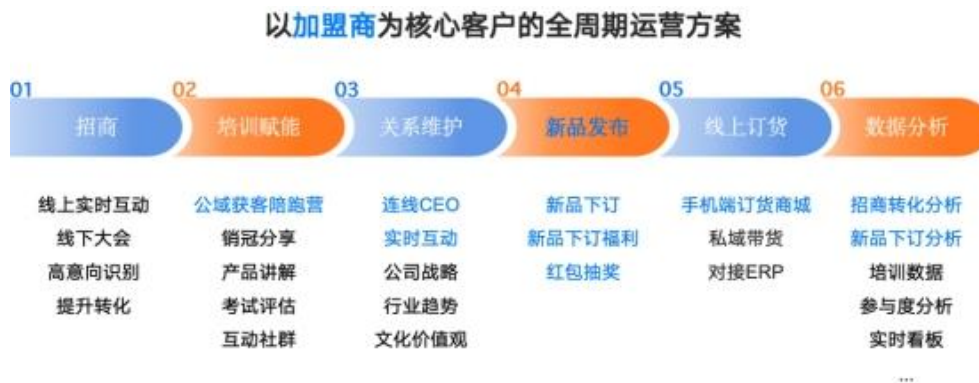 以加盟商为核心客户的全周期运营方案
01
招商
线上实时互动
线下大会
高意向识别
提升转化
02
培训赋能
公域获客陪跑营
销冠分享
产品讲解
考试评估
互动社群
03
关系维护
连线CEO
实时互动
公司战略
行业趋势
文化价值观
04
新品发布
新品下订
新品下订福利
红包抽奖
05
线上订货
手机端订货商城
私域带货
对接ERP
06
数据分析
招商转化分析
新品下订分析
培训数据
参与度分析
实时看板
...